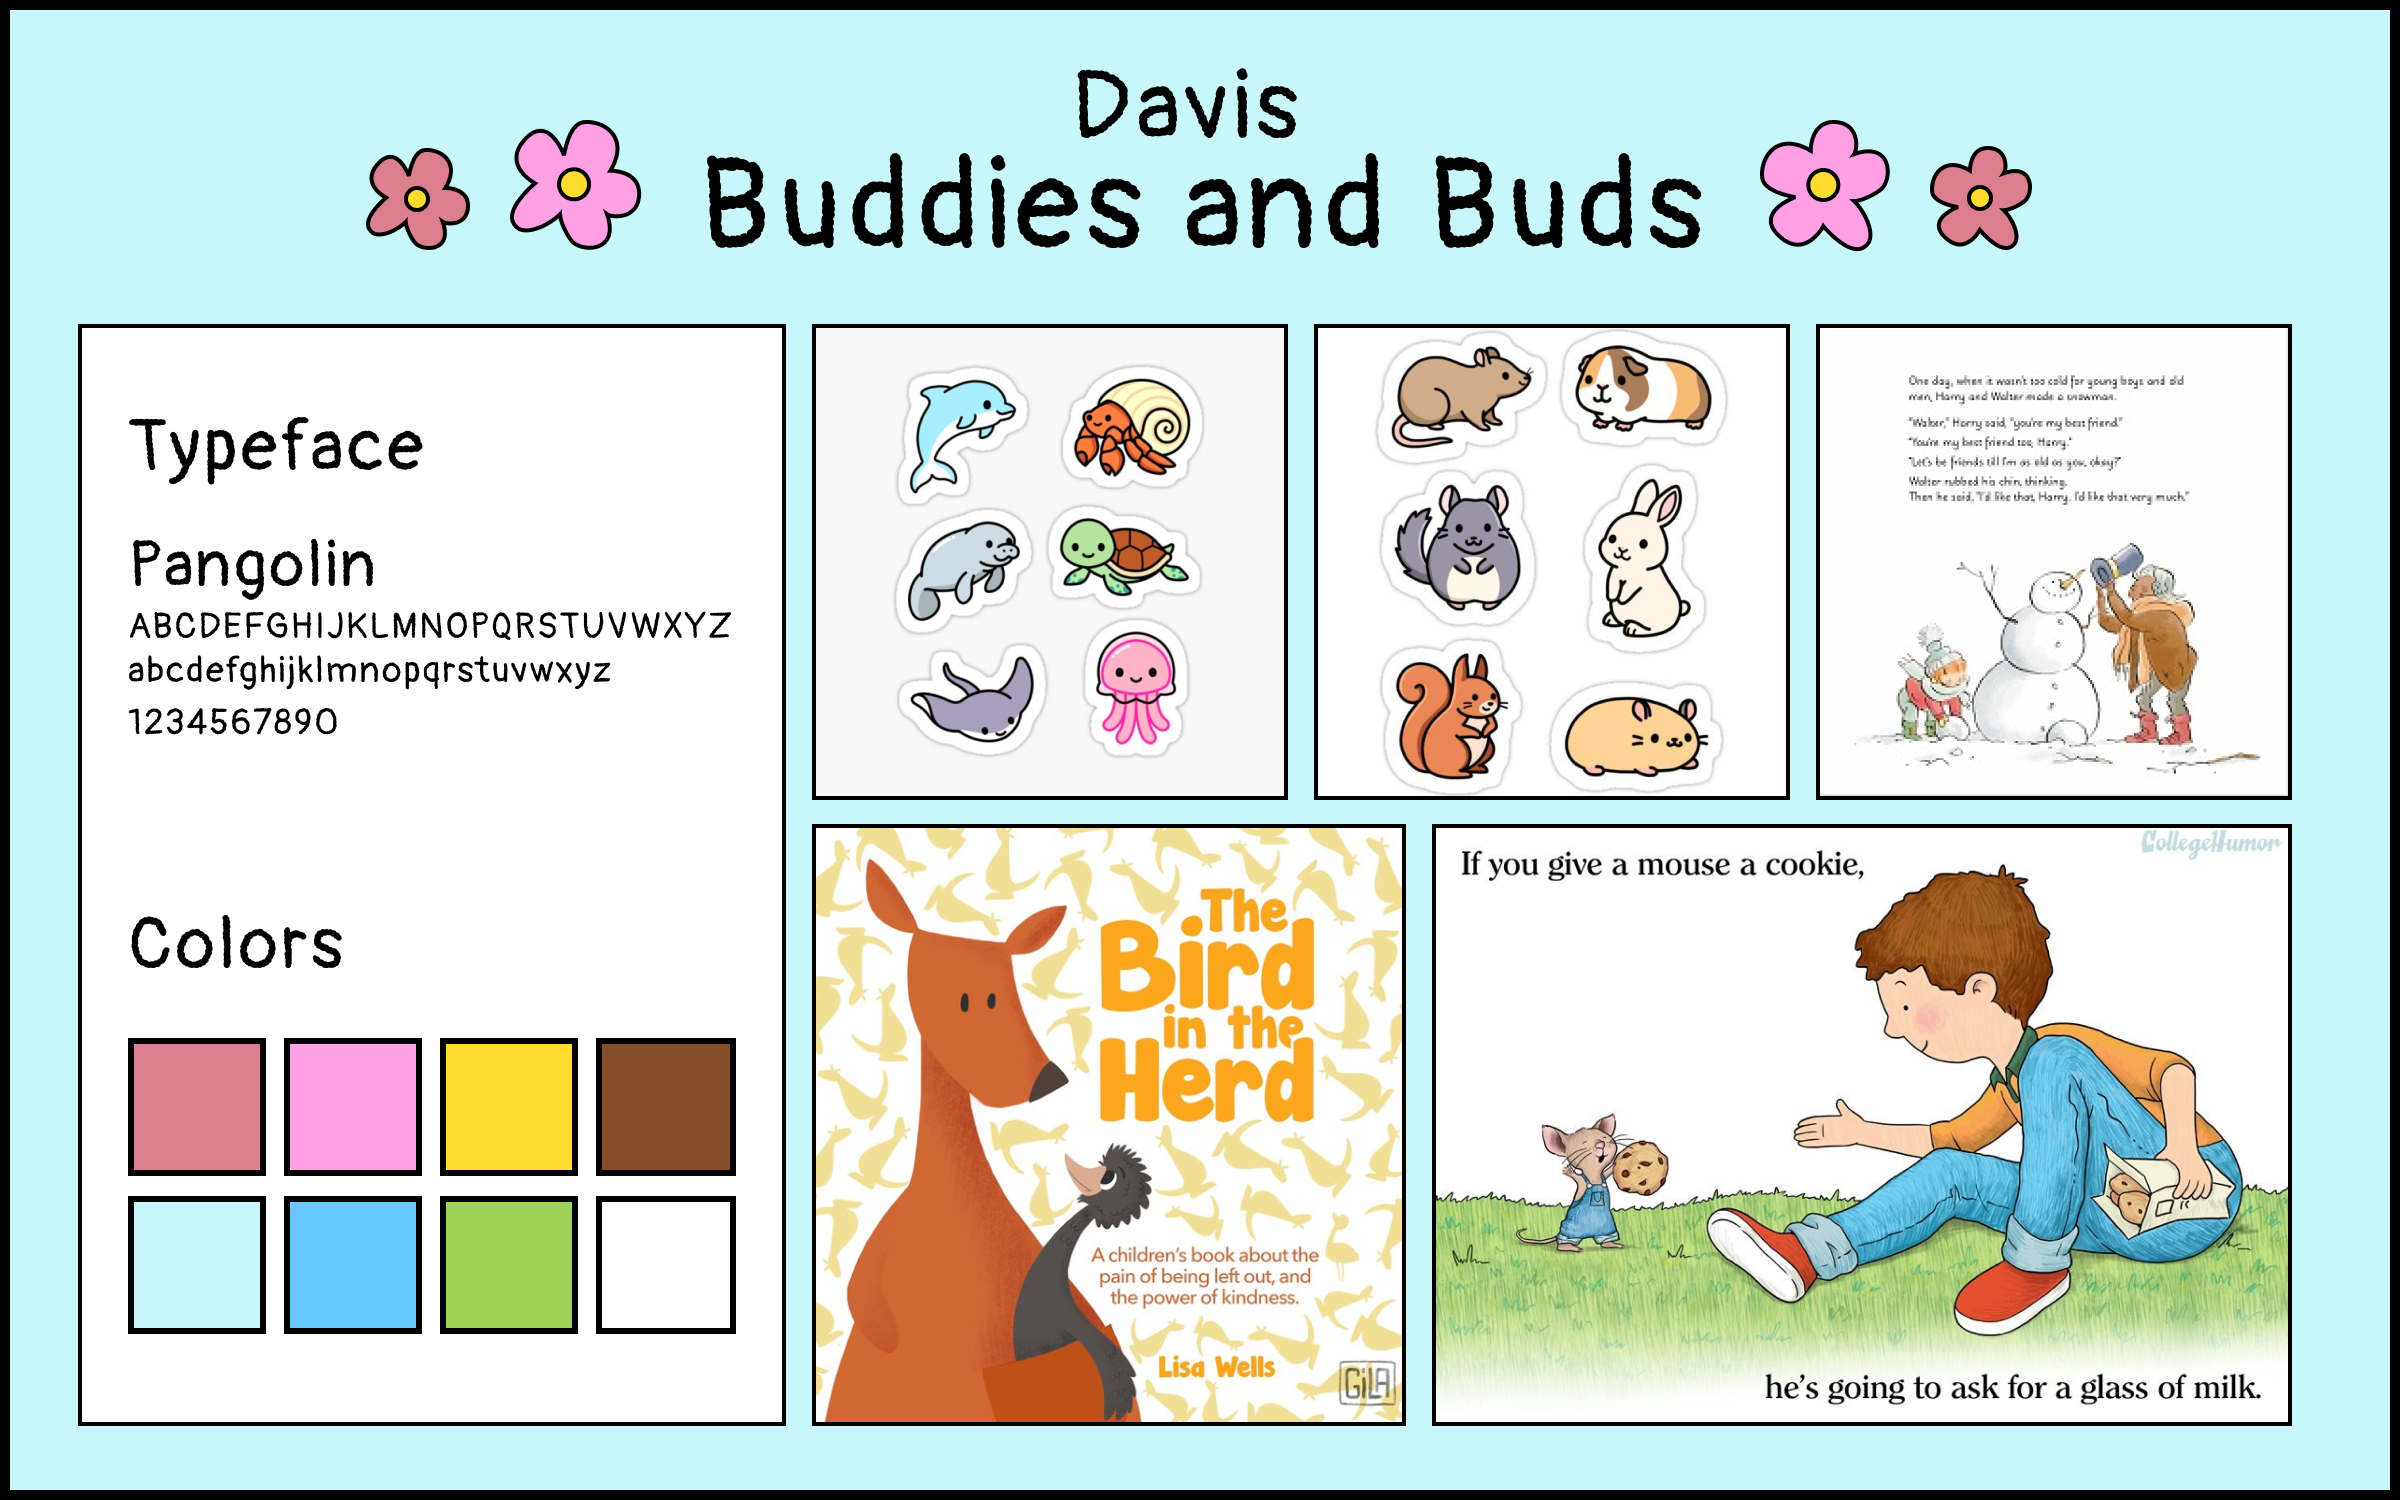 Davis
Buddies and Buds
Typeface
Pangolin
ABCDEFGHIJKLMNOPQRSTUVWXYZ
abcdefghijklmnopqrstuvwxyz
1234567890
Colors
One day, when it wasn't too cold for young boys and old
men, Harry and Walter made a snowman.
"Walter," Harry said, "you're my best friend."
"You're my best friend too, Harry."
"Let's be friends till I'm as old as you, okay?"
Walter rubbed his chin, thinking.
Then he said, "I'd like that, Harry. I'd like that very much."
The
Bird
in the
Herd
A children's book about the
pain of being left out, and
the power of kindness.
Lisa Wells
GiLA
CollegeHumor
If you give a mouse a cookie,
he's going to ask for a glass of milk.